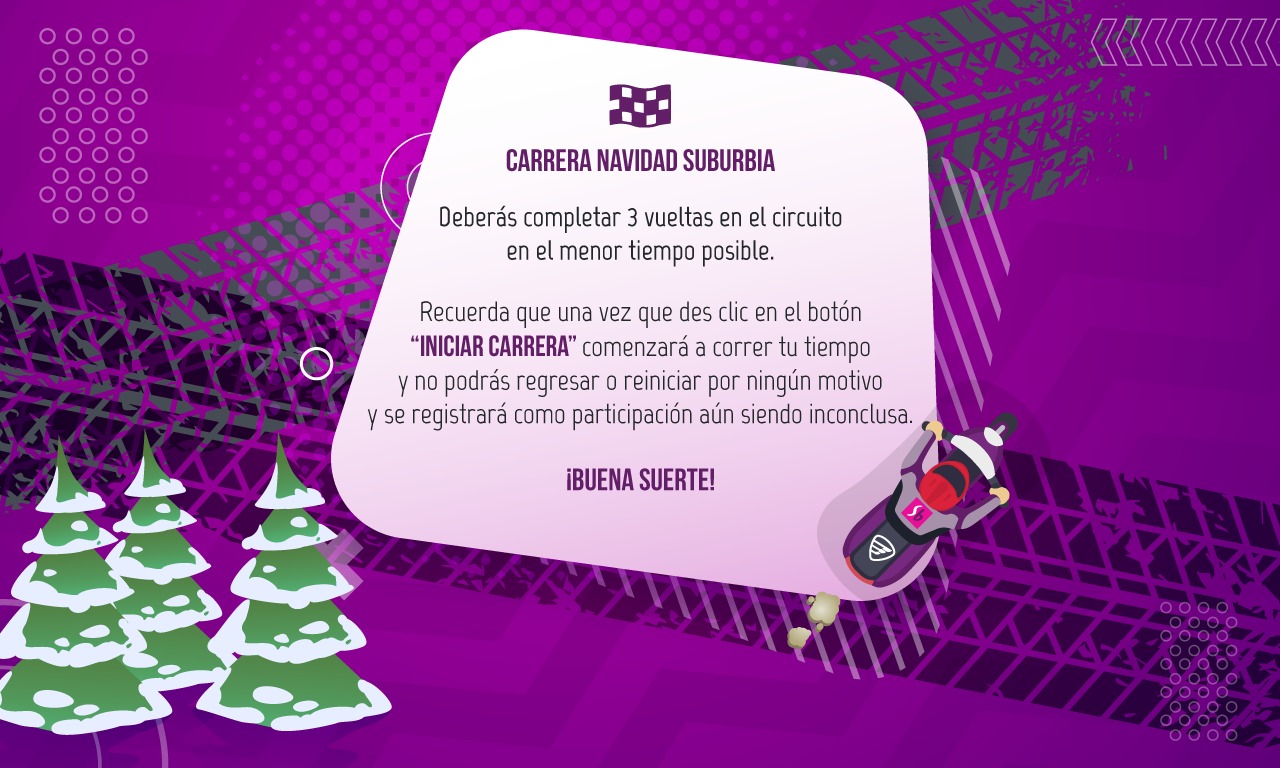 CARRERA NAVIDAD SUBURBIA
Deberás completar 3 vueltas en el circuito
en el menor tiempo posible.
Recuerda que una vez que des clic en el botón
“INICIAR CARRERA” comenzará a correr tu tiempo
y no podrás regresar o reiniciar por ningún motivo
y se registrará como participación aún siendo inconclusa.
¡BUENA SUERTE!
Sb